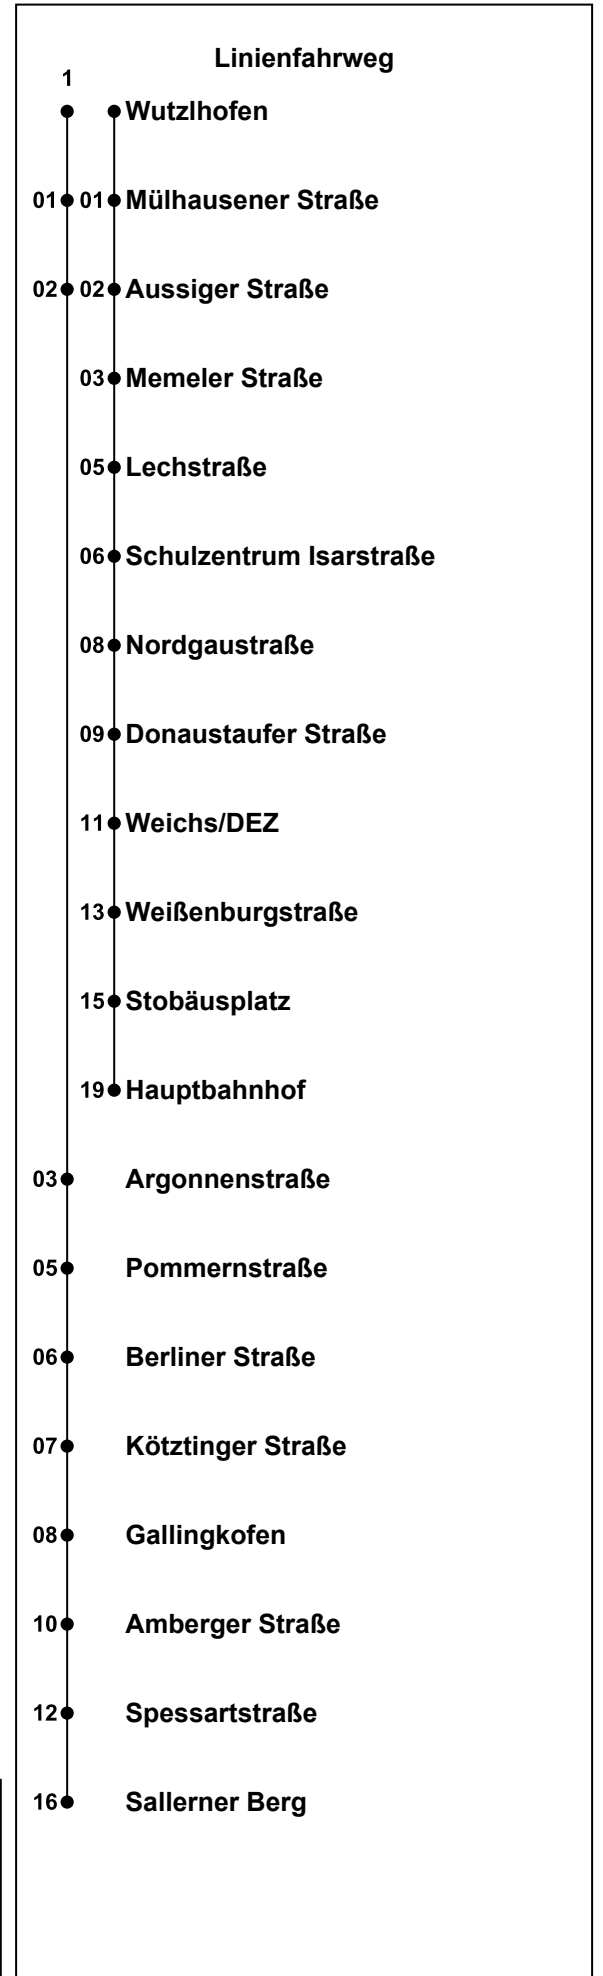 Linienfahrweg
1
Wutzlhofen
01 01 Mülhausener Straße
02 02 Aussiger Straße
03 Memeler Straße
05 Lechstraße
06 Schulzentrum Isarstraße
08 Nordgaustraße
09 Donaustaufer Straße
11 Weichs/DEZ
13 Weißenburgstraße
15 Stobäusplatz
19 Hauptbahnhof
03 Argonnenstraße
05 Pommernstraße
06 Berliner Straße
07 Kötztinger Straße
08 Gallingkofen
10 Amberger Straße
12 Spessartstraße
16 Sallerner Berg